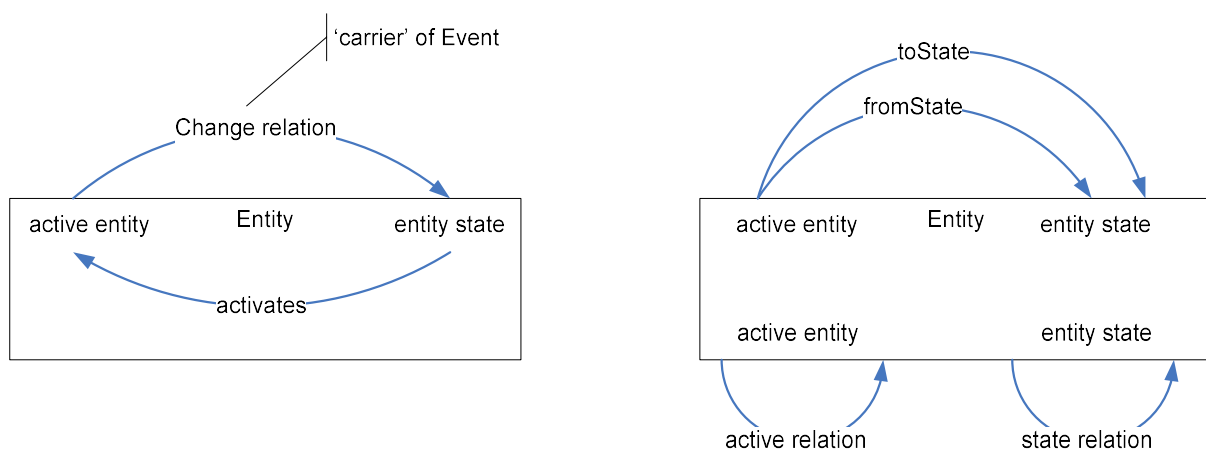 ‘carrier’ of Event
Change relation
active entity
Entity
entity state
activates
toState
fromState
active entity
Entity
entity state
active entity
entity state
active relation
state relation